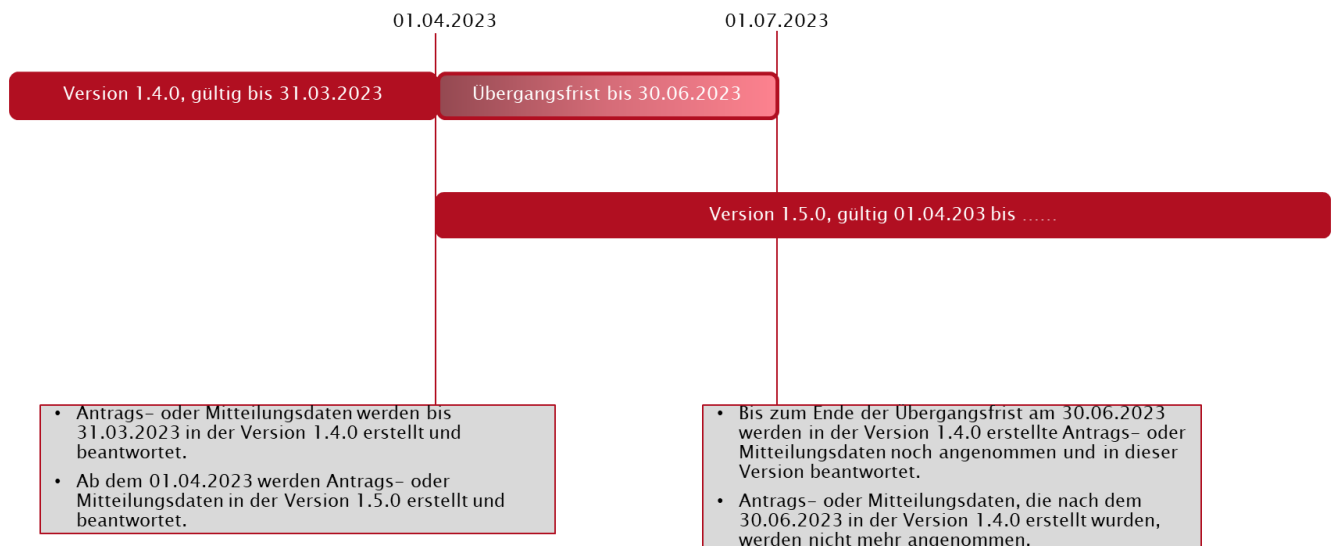 01.04.2023
01.07.2023
Version 1.4.0, gültig bis 31.03.2023
Übergangsfrist bis 30.06.2023
Version 1.5.0, gültig 01.04.203 bis ......
• Antrags- oder Mitteilungsdaten werden bis
31.03.2023 in der Version 1.4.0 erstellt und
beantwortet.
• Ab dem 01.04.2023 werden Antrags- oder
Mitteilungsdaten in der Version 1.5.0 erstellt und
beantwortet.
• Bis zum Ende der Übergangsfrist am 30.06.2023
werden in der Version 1.4.0 erstellte Antrags- oder
Mitteilungsdaten noch angenommen und in dieser
Version beantwortet.
• Antrags- oder Mitteilungsdaten, die nach dem
30.06.2023 in der Version 1.4.0 erstellt wurden,
werden nicht mehr angenommen.